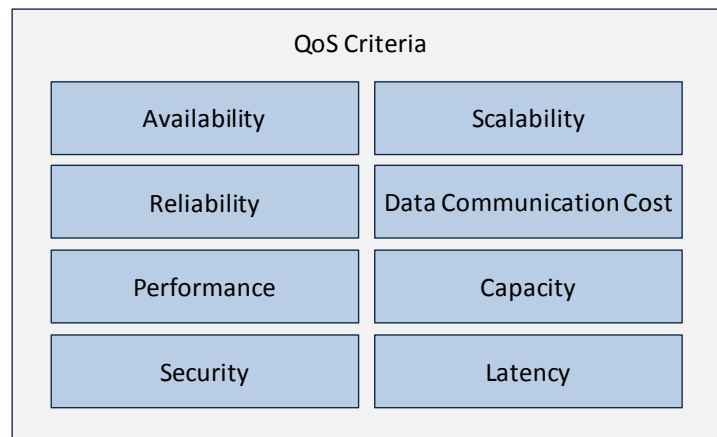 QoS Criteria
Availability
Scalability
Reliability
Data Communication Cost
Performance
Capacity
Security
Latency